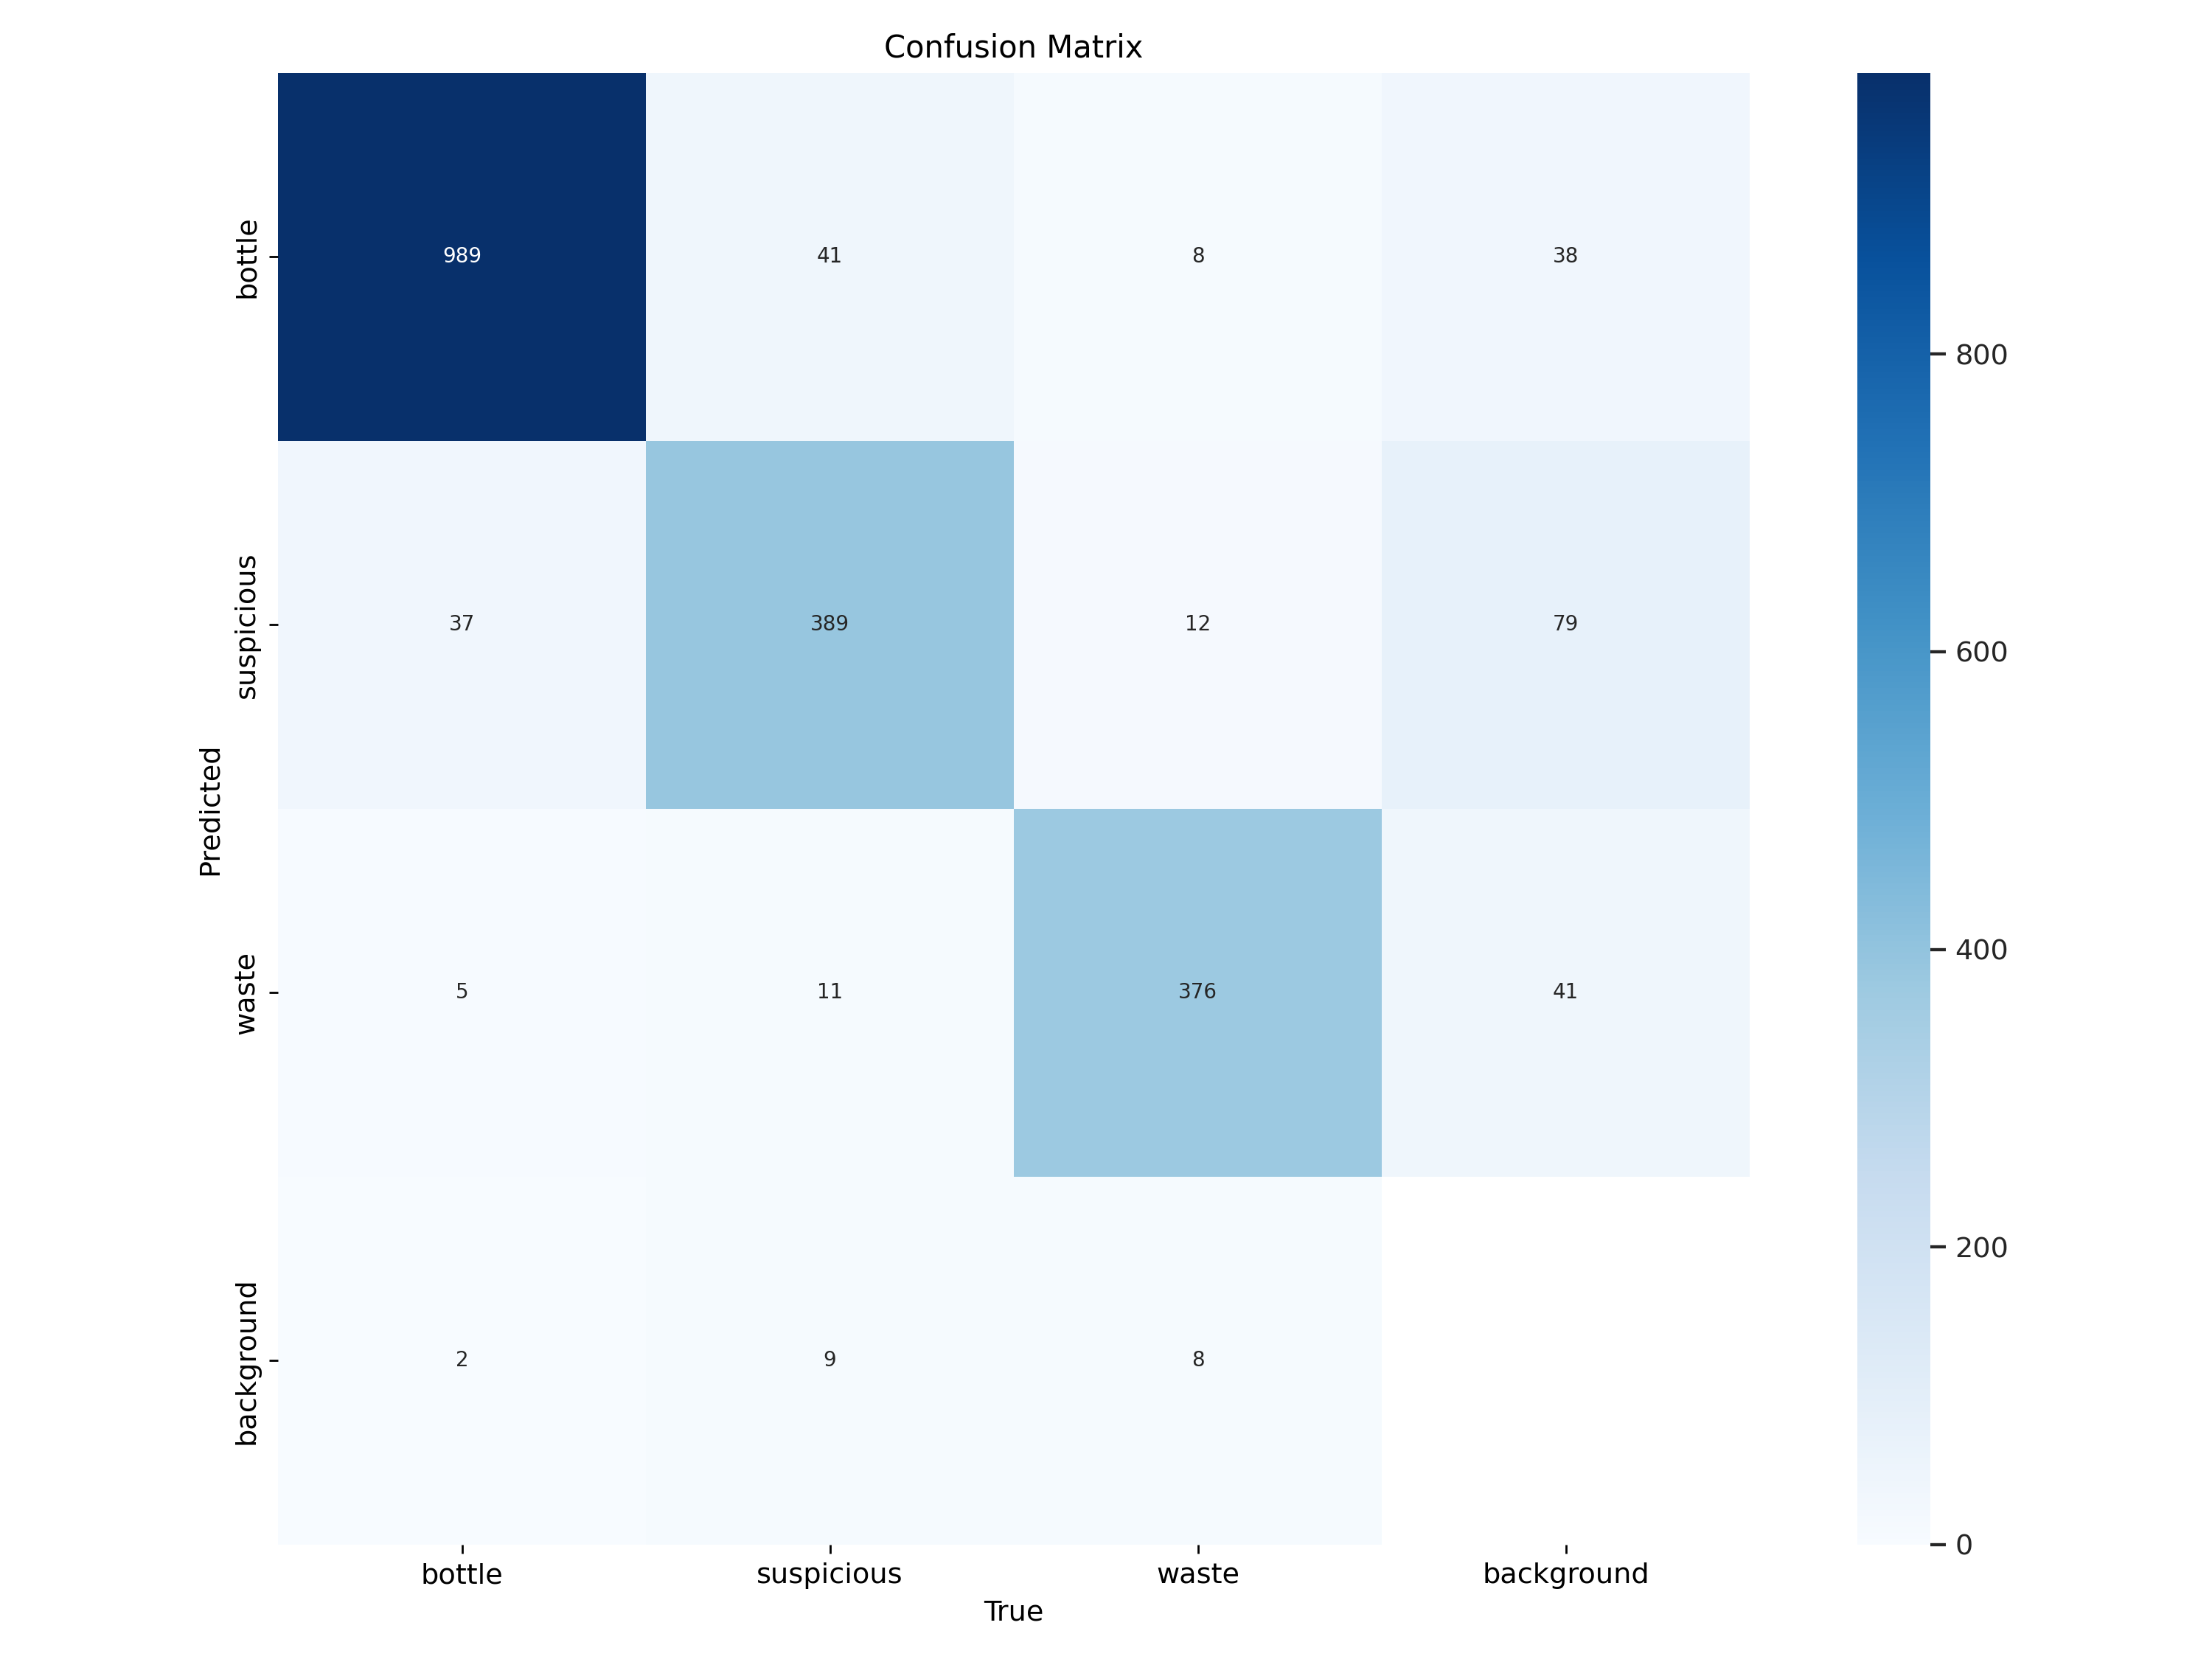 Confusion Matrix
bottle
989
41
8
38
800
suspicious
37
389
12
79
600
Predicted
waste
5
11
376
41
400
background
2
9
8
200
0
bottle
suspicious
waste
background
True